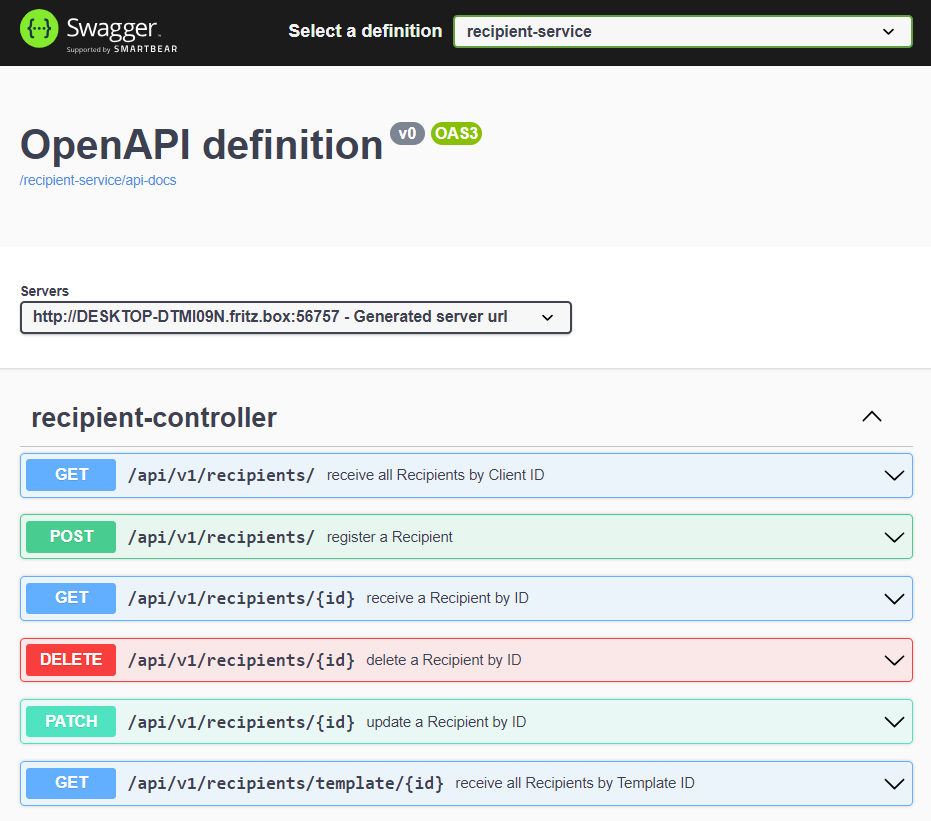 Swagger.
Supported by SMARTBEAR
Select a definition
recipient-service
OpenAPI definition v0 OAS3
/recipient-service/api-docs
Servers
http://DESKTOP-DTMI09N.fritz.box:56757 - Generated server url
recipient-controller
GET /api/v1/recipients/ receive all Recipients by Client ID
POST /api/v1/recipients/ register a Recipient
GET /api/v1/recipients/{id} receive a Recipient by ID
DELETE /api/v1/recipients/{id} delete a Recipient by ID
PATCH /api/v1/recipients/{id} update a Recipient by ID
GET /api/v1/recipients/template/{id} receive all Recipients by Template ID